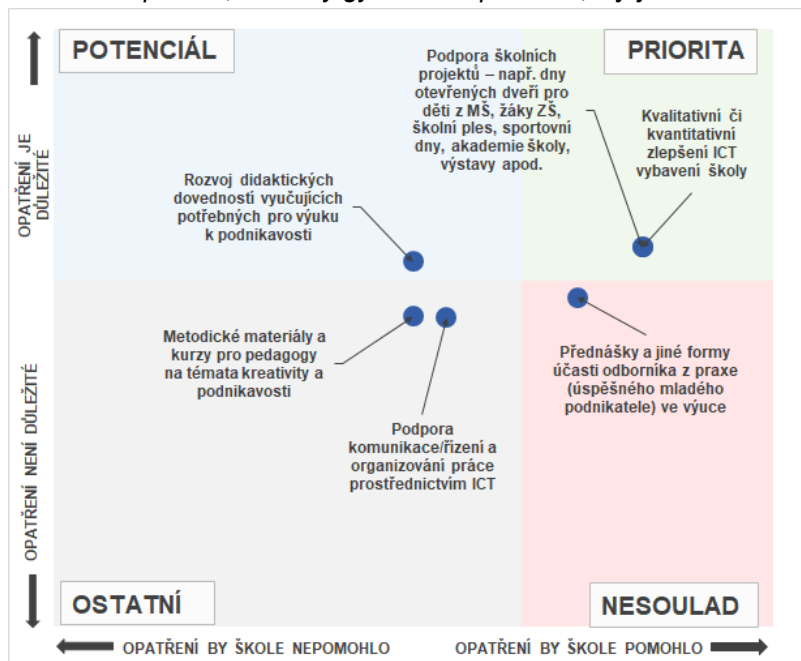 POTENCIÁL
PRIORITA
Podpora školních
projektů – např. dny
otevřených dveří pro
děti z MŠ, žáky ZŠ,
školní ples, sportovní
dny, akademie školy,
výstavy apod.
Kvalitativní či
kvantitativní
zlepšení ICT
vybavení školy
Rozvoj didaktických
dovedností vyučujících
potřebných pro výuku
k podnikavosti
OPATŘENÍ JE
DŮLEŽITÉ
Metodické materiály a
kurzy pro pedagogy
na témata kreativity a
podnikavosti
Přednášky a jiné formy
účasti odborníka z praxe
(úspěšného mladého
podnikatele) ve výuce
Podpora
komunikace/řízení a
organizování práce
prostřednictvím ICT
OPATŘENÍ NENÍ DŮLEŽITÉ
OSTATNÍ
NESOULAD
OPATŘENÍ BY ŠKOLE NEPOMOHLO
OPATŘENÍ BY ŠKOLE POMOHLO